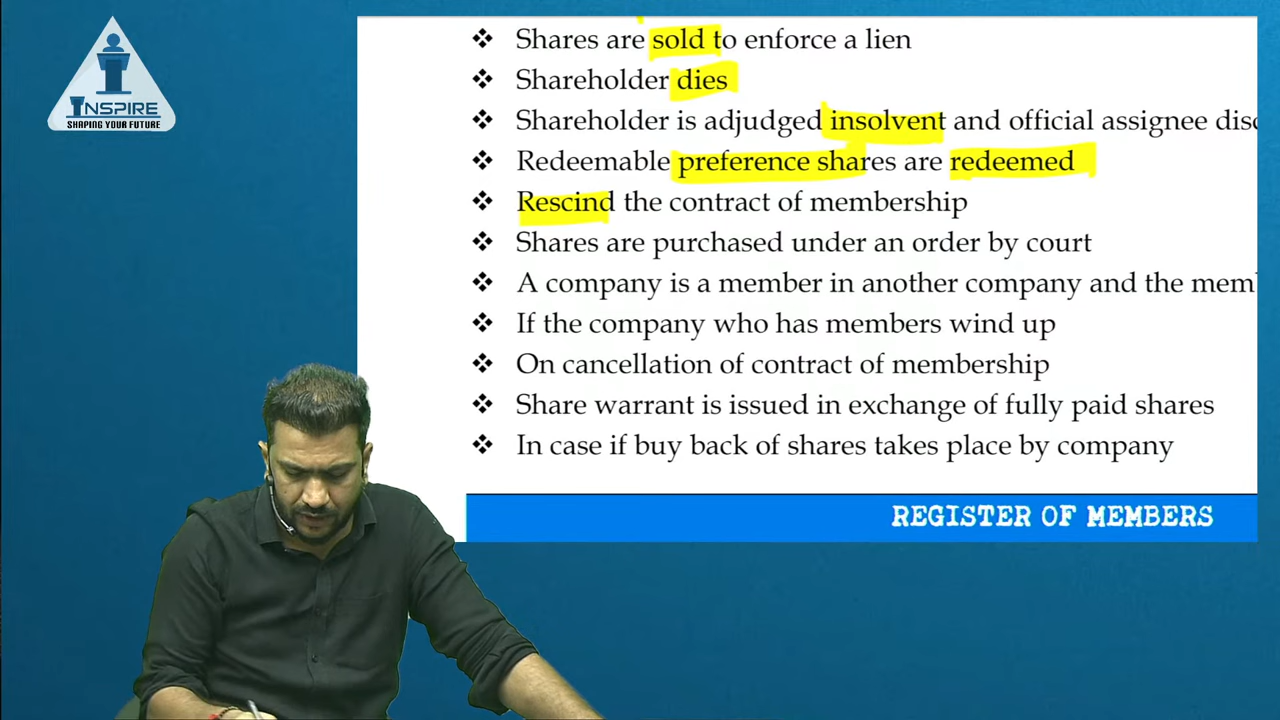 INSPIRE
SHAPING YOUR FUTURE
❖ Shares are sold to enforce a lien
❖ Shareholder dies
❖ Shareholder is adjudged insolvent and official assignee disc
❖ Redeemable preference shares are redeemed
❖ Rescind the contract of membership
❖ Shares are purchased under an order by court
❖ A company is a member in another company and the mem
❖ If the company who has members wind up
❖ On cancellation of contract of membership
❖ Share warrant is issued in exchange of fully paid shares
❖ In case if buy back of shares takes place by company
REGISTER OF MEMBERS